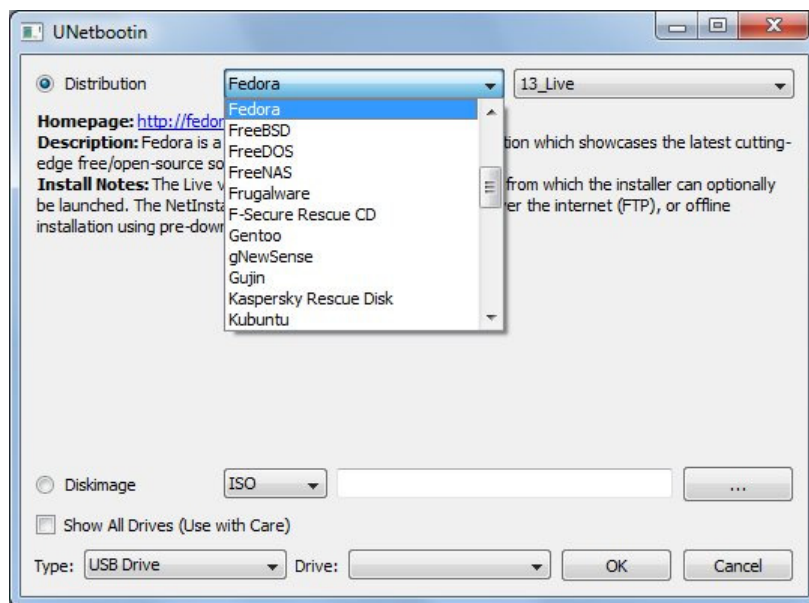 UNetbootin
Distribution Fedora 13_Live
Fedora
FreeBSD
FreeDOS
FreeNAS
Frugalware
F-Secure Rescue CD
Gentoo
gNewSense
Gujin
Kaspersky Rescue Disk
Kubuntu
Homepage: http://fedor
Description: Fedora is a tion which showcases the latest cutting-
edge free/open-source so
Install Notes: The Live v from which the installer can optionally
be launched. The NetInsta er the internet (FTP), or offline
installation using pre-dow
Diskimage ISO ...
Show All Drives (Use with Care)
Type: USB Drive Drive: OK Cancel